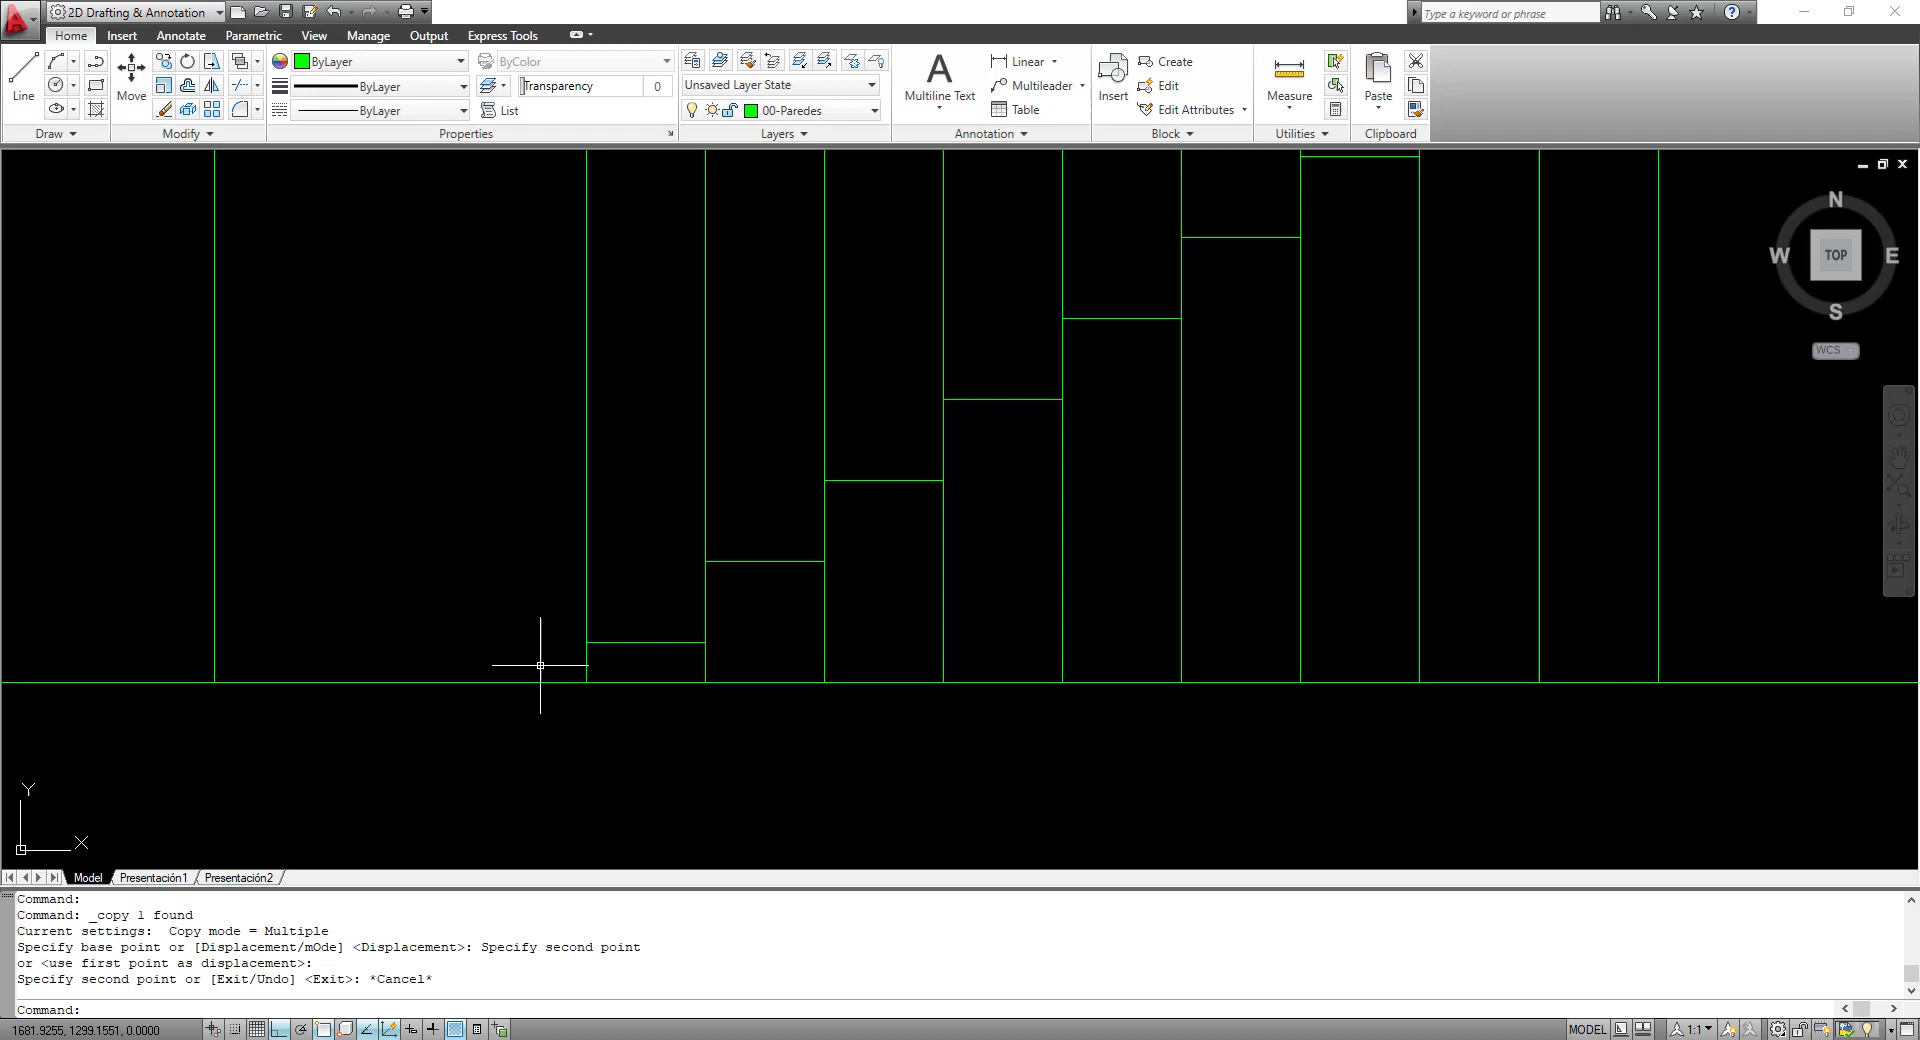 2D Drafting & Annotation
Type a keyword or phrase
Home Insert Annotate Parametric View Manage Output Express Tools
ByLayer ByColor
Linear Create
Unsaved Layer State
ByLayer Transparency 0
Multileader Edit
Line Move Multiline Text Insert Measure Paste
ByLayer List 00-Paredes Table Edit Attributes
Draw Modify Properties Layers Annotation Block Utilities Clipboard
N
W TOP E
S
WCS
Y
X
Model Presentación1 Presentación2
Command:
Command: _copy 1 found
Current settings: Copy mode = Multiple
Specify base point or [Displacement/mOde] <Displacement>: Specify second point
or <use first point as displacement>:
Specify second point or [Exit/Undo] <Exit>: *Cancel*
Command:
1681.9255, 1299.1551, 0.0000 MODEL 1:1